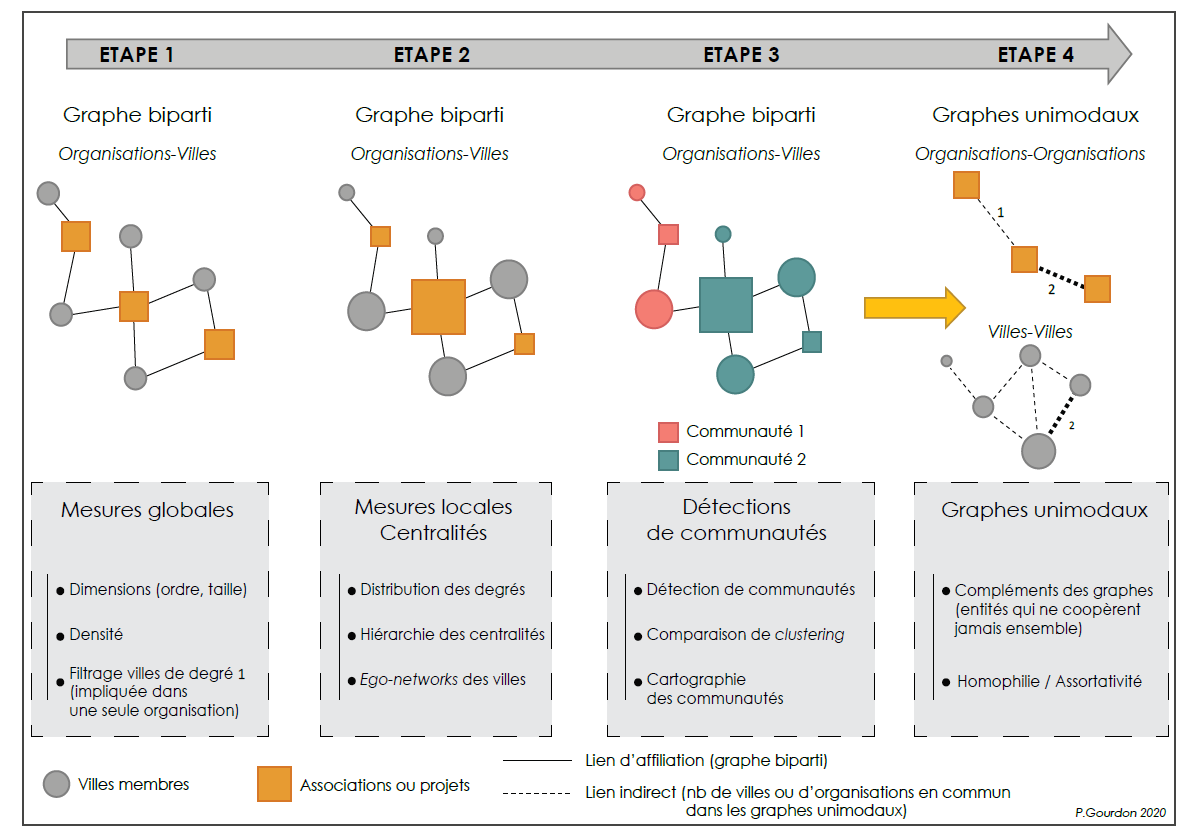 ETAPE 1
ETAPE 2
ETAPE 3
ETAPE 4
Graphe biparti
Organisations-Villes
Graphe biparti
Organisations-Villes
Graphe biparti
Organisations-Villes
Communauté 1
Communauté 2
Graphes unimodaux
Organisations-Organisations
1
2
Villes-Villes
2
Mesures globales
Dimensions (ordre, taille)
Densité
Filtrage villes de degré 1
(impliquée dans
une seule organisation)
Mesures locales
Centralités
Distribution des degrés
Hiérarchie des centralités
Ego-networks des villes
Détections
de communautés
Détection de communautés
Comparaison de clustering
Cartographie
des communautés
Graphes unimodaux
Compléments des graphes
(entités qui ne coopèrent
jamais ensemble)
Homophilie / Assortativité
Villes membres
Associations ou projets
Lien d'affiliation (graphe biparti)
Lien indirect (nb de villes ou d'organisations en commun
dans les graphes unimodaux)
P.Gourdon 2020